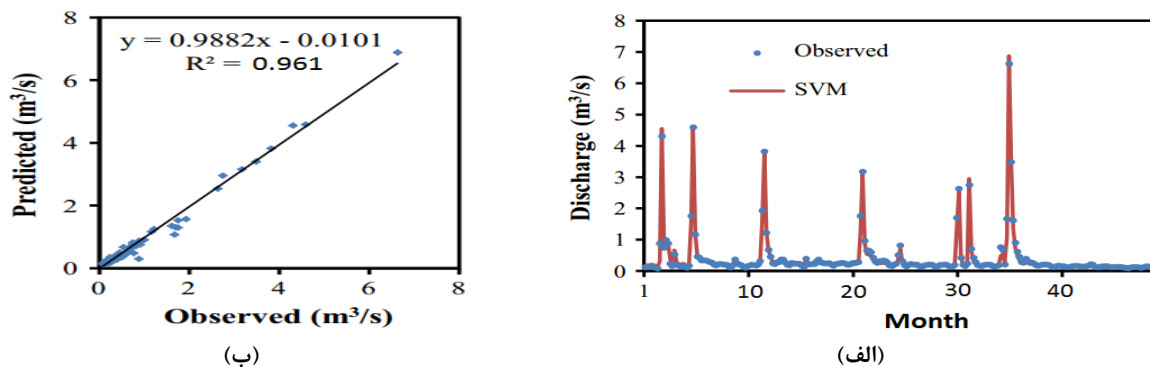 8
6
4
2
0
y = 0.9882x - 0.0101
R² = 0.961
Predicted (m³/s)
0 2 4 6 8
Observed (m³/s)
(ب)
8
7
6
5
4
3
2
1
0
Observed
SVM
Discharge (m³/s)
1 10 20 30 40
Month
(الف)